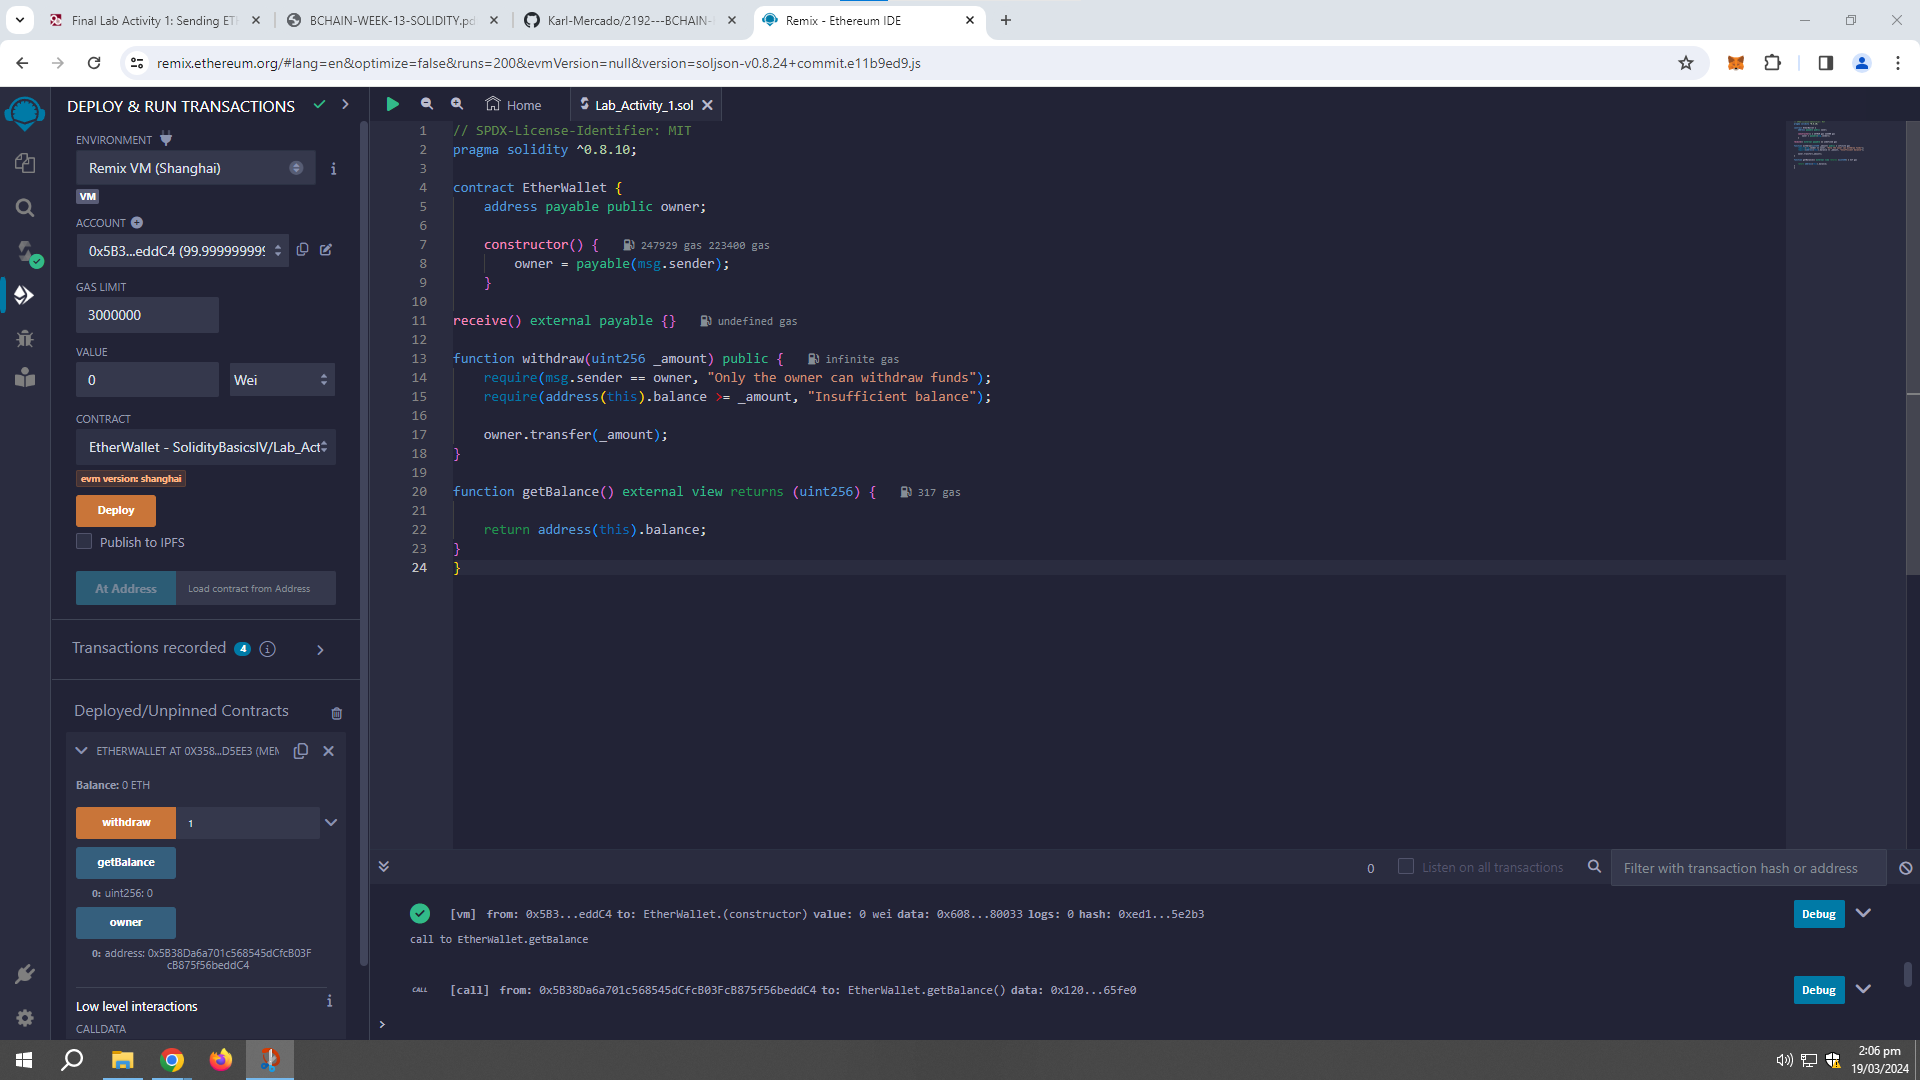 Final Lab Activity 1: Sending ET
BCHAIN-WEEK-13-SOLIDITY.pd
Karl-Mercado/2192---BCHAIN-
Remix - Ethereum IDE
remix.ethereum.org/#lang=en&optimize=false&runs=200&evmVersion=null&version=soljson-v0.8.24+commit.e11b9ed9.js
DEPLOY & RUN TRANSACTIONS
ENVIRONMENT
Remix VM (Shanghai)
VM
ACCOUNT
0x5B3...eddC4 (99.9999999999
GAS LIMIT
3000000
VALUE
0
Wei
CONTRACT
EtherWallet - SolidityBasicsIV/Lab_Act
evm version: shanghai
Deploy
Publish to IPFS
At Address
Load contract from Address
Transactions recorded 4
Deployed/Unpinned Contracts
ETHERWALLET AT 0X358...D5EE3 (MEM
Balance: 0 ETH
withdraw
1
getBalance
0: uint256: 0
owner
0: address: 0x5B38Da6a701c568545dCfcB03F
cB875f56beddC4
Low level interactions
CALLDATA
Home
Lab_Activity_1.sol
1 // SPDX-License-Identifier: MIT
2 pragma solidity ^0.8.10;
3
4 contract EtherWallet {
5 address payable public owner;
6
7 constructor() { 247929 gas 223400 gas
8 owner = payable(msg.sender);
9 }
10
11 receive() external payable {} undefined gas
12
13 function withdraw(uint256 _amount) public { infinite gas
14 require(msg.sender == owner, "Only the owner can withdraw funds");
15 require(address(this).balance >= _amount, "Insufficient balance");
16
17 owner.transfer(_amount);
18 }
19
20 function getBalance() external view returns (uint256) { 317 gas
21
22 return address(this).balance;
23 }
24 }
0
Listen on all transactions
Filter with transaction hash or address
[vm] from: 0x5B3...eddC4 to: EtherWallet.(constructor) value: 0 wei data: 0x608...80033 logs: 0 hash: 0xed1...5e2b3
Debug
call to EtherWallet.getBalance
CALL [call] from: 0x5B38Da6a701c568545dCfcB03FcB875f56beddC4 to: EtherWallet.getBalance() data: 0x120...65fe0
Debug
>
2:06 pm
19/03/2024